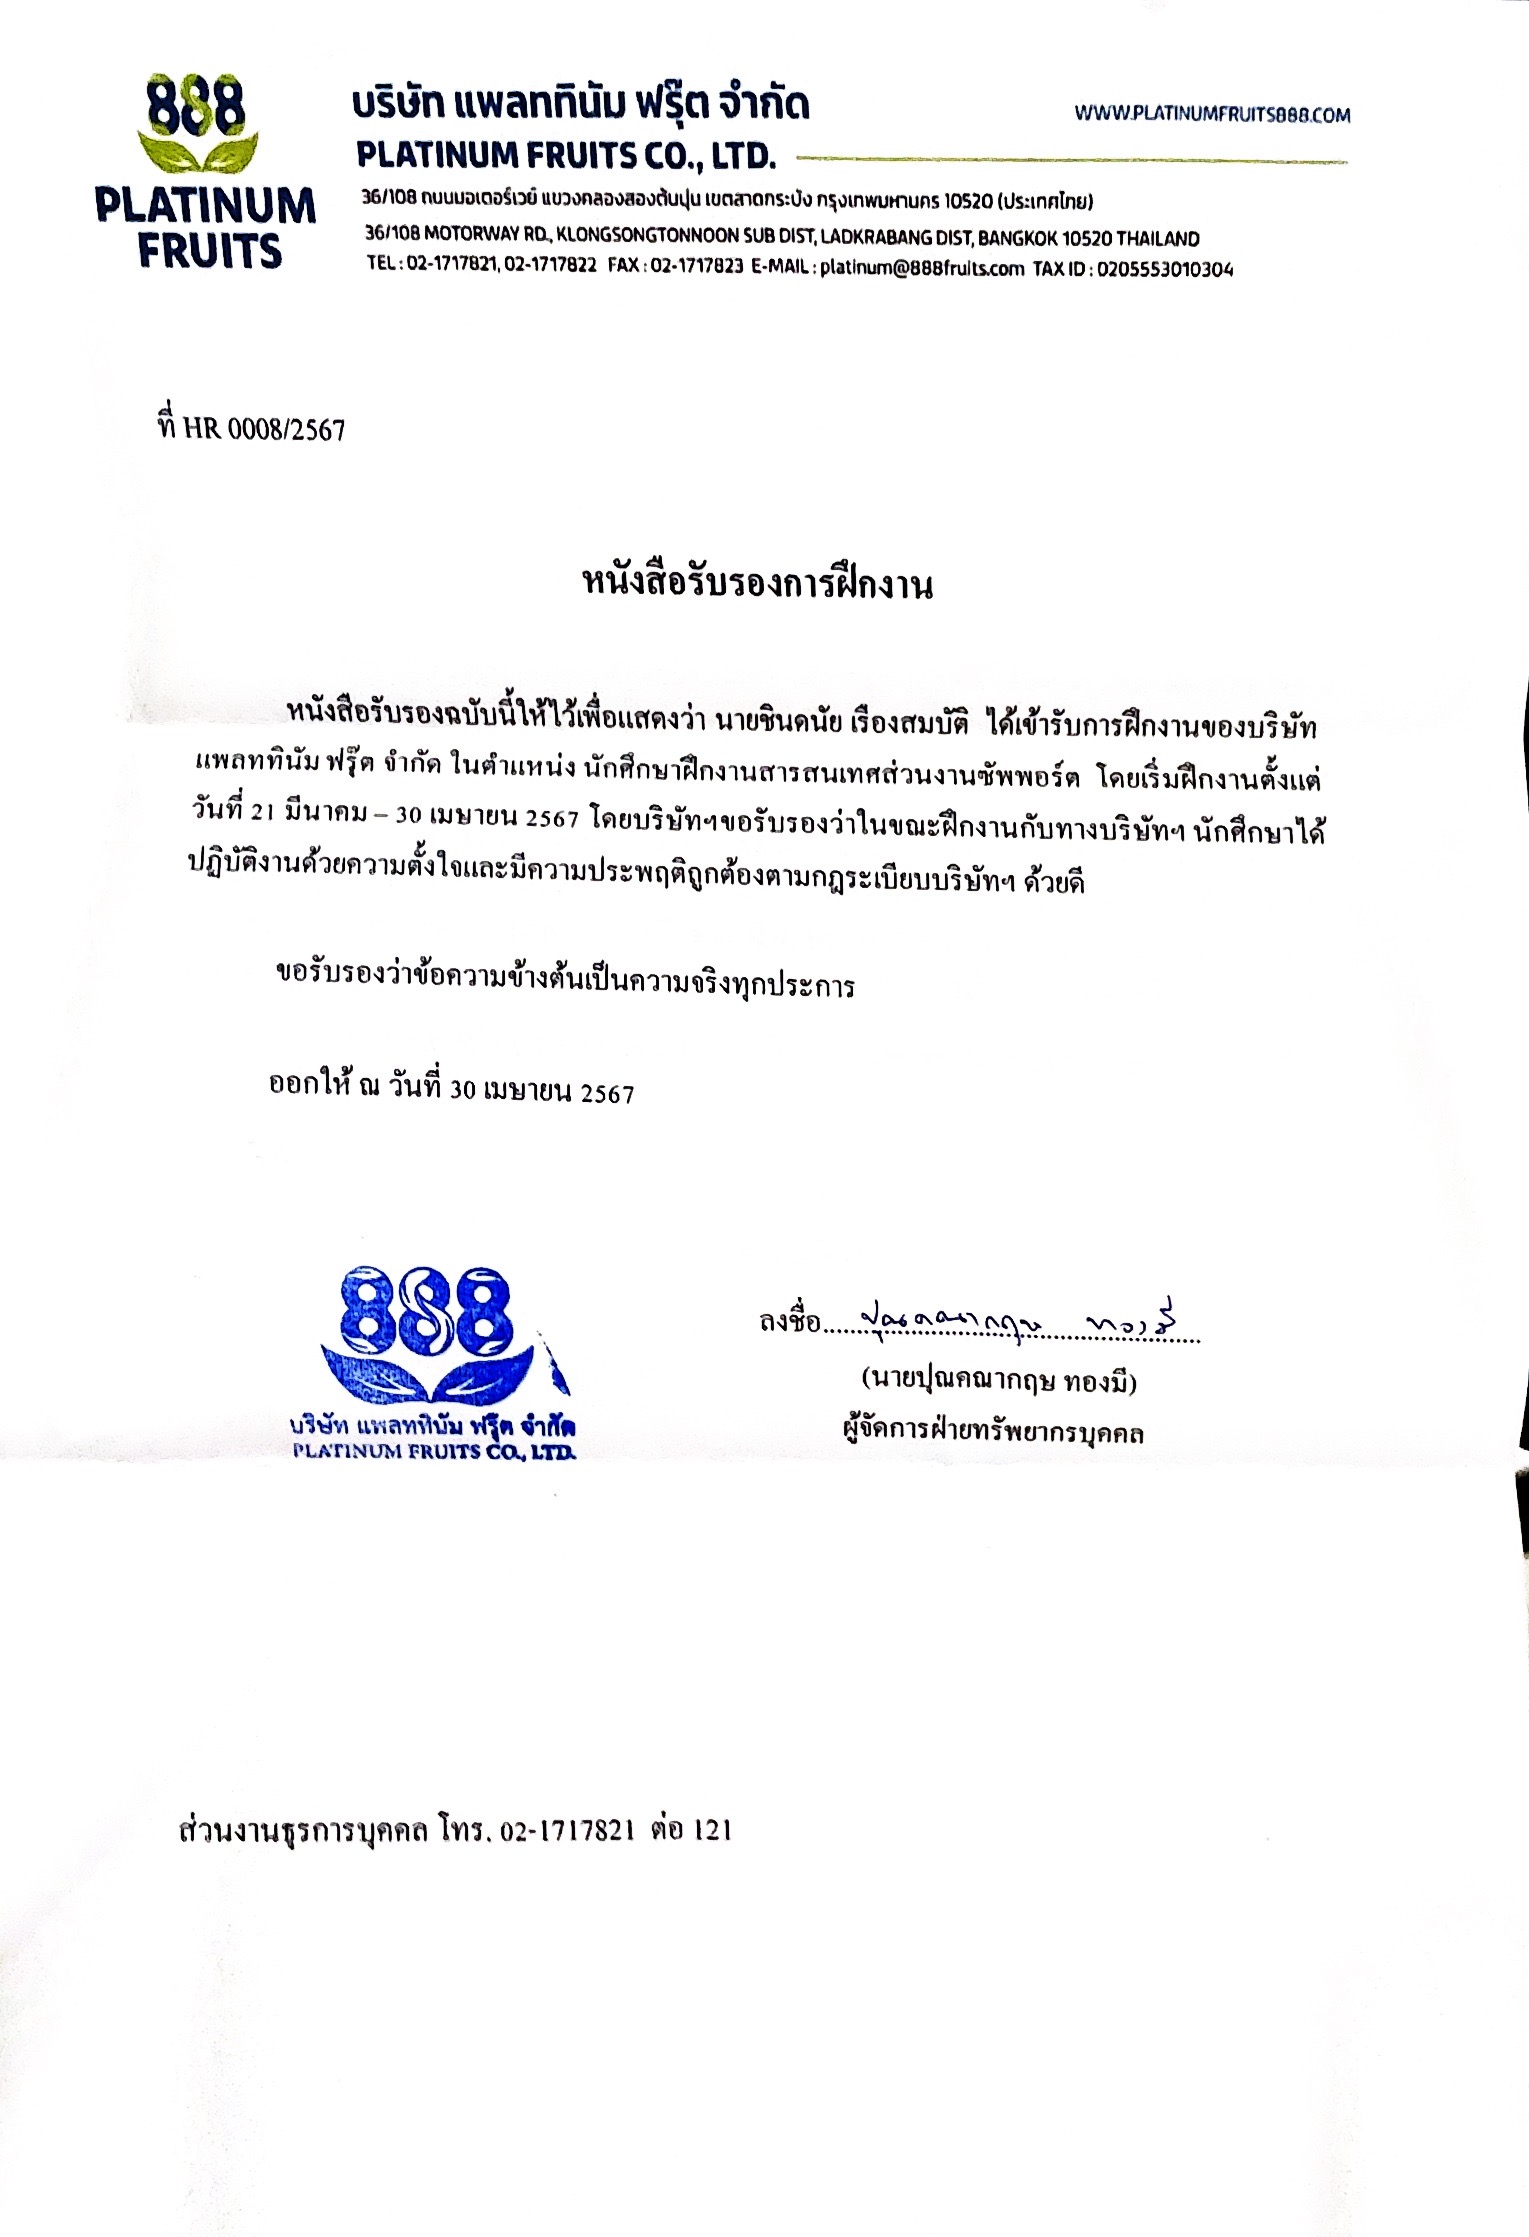 888
PLATINUM
FRUITS
บริษัท แพลททินัม ฟรุ๊ต จำกัด
WWW.PLATINUMFRUITS888.COM
PLATINUM FRUITS CO., LTD.
36/108 ถนนมอเตอร์เวย์ แขวงคลองสองต้นนุ่น เขตลาดกระบัง กรุงเทพมหานคร 10520 (ประเทศไทย)
36/108 MOTORWAY RD., KLONGSONGTONNOON SUB DIST, LADKRABANG DIST, BANGKOK 10520 THAILAND
TEL : 02-1717821, 02-1717822 FAX : 02-1717823 E-MAIL : platinum@888fruits.com TAX ID : 0205553010304
ที่ HR 0008/2567
หนังสือรับรองการฝึกงาน
หนังสือรับรองฉบับนี้ให้ไว้เพื่อแสดงว่า นายชินดนัย เรืองสมบัติ ได้เข้ารับการฝึกงานของบริษัท
แพลททินัม ฟรุ๊ต จำกัด ในตำแหน่ง นักศึกษาฝึกงานสารสนเทศส่วนงานซัพพอร์ต โดยเริ่มฝึกงานตั้งแต่
วันที่ 21 มีนาคม – 30 เมษายน 2567 โดยบริษัทฯขอรับรองว่าในขณะฝึกงานกับทางบริษัทฯ นักศึกษาได้
ปฏิบัติงานด้วยความตั้งใจและมีความประพฤติถูกต้องตามกฎระเบียบบริษัทฯ ด้วยดี
ขอรับรองว่าข้อความข้างต้นเป็นความจริงทุกประการ
ออกให้ ณ วันที่ 30 เมษายน 2567
888
บริษัท แพลททินัม ฟรุ๊ต จำกัด
PLATINUM FRUITS CO., LTD.
ลงชื่อ.....ปุณคณากฤษ ทองมี.....
(นายปุณคณากฤษ ทองมี)
ผู้จัดการฝ่ายทรัพยากรบุคคล
ส่วนงานธุรการบุคคล โทร. 02-1717821 ต่อ 121